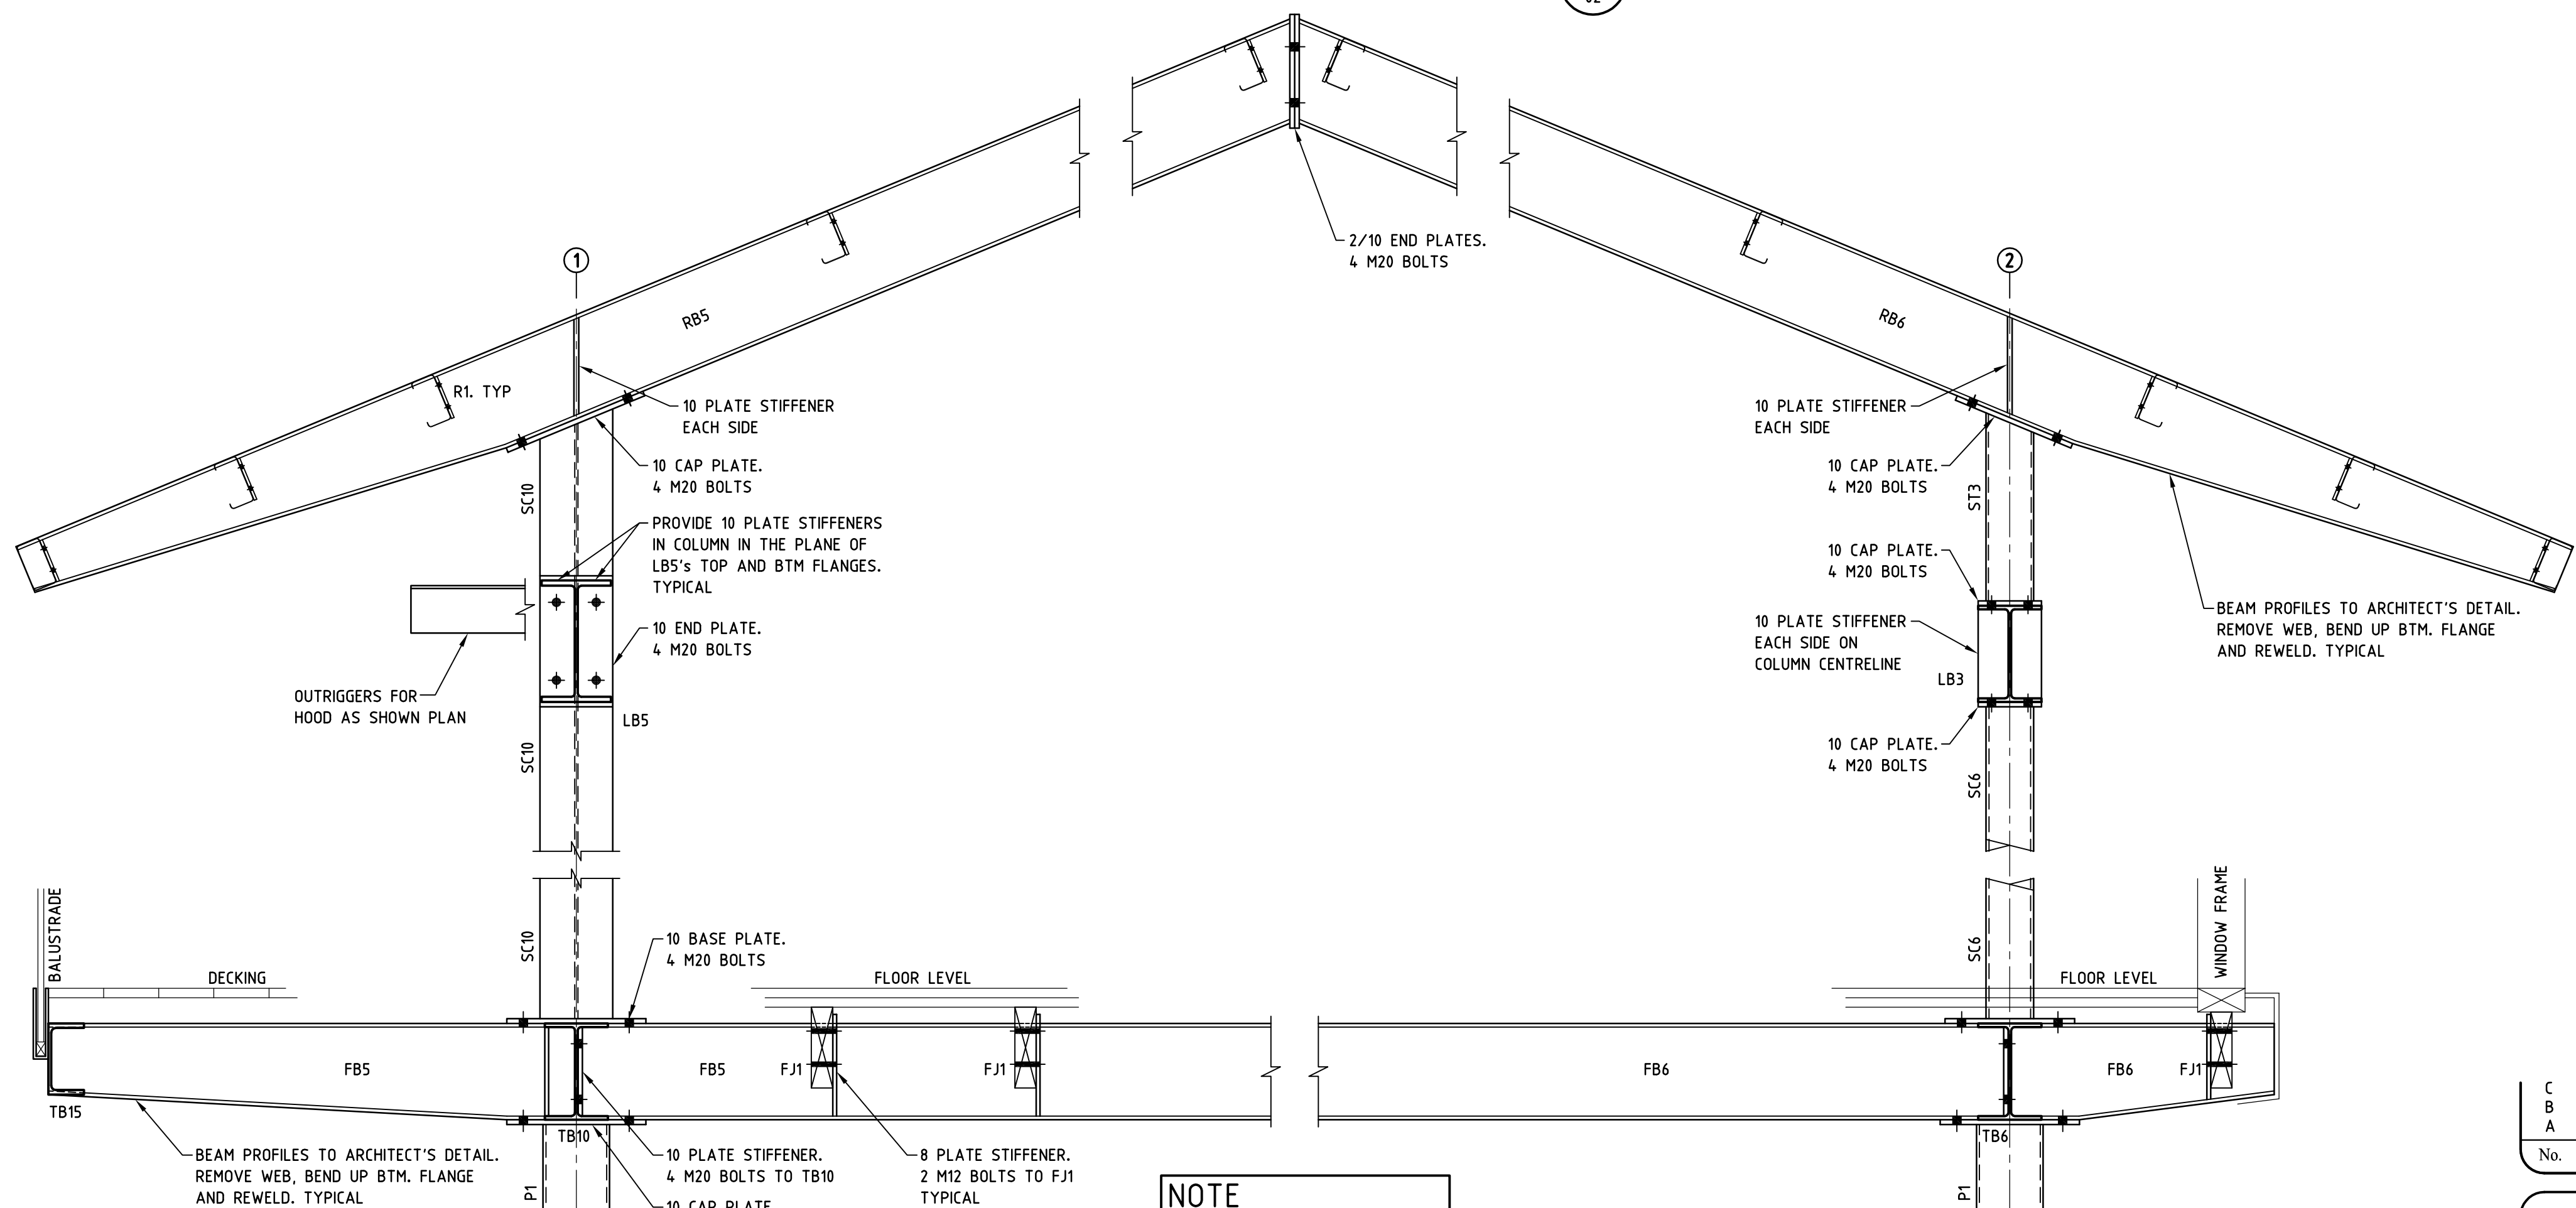 02
2/10 END PLATES.
4 M20 BOLTS
1
2
RB5
RB6
R1. TYP
10 PLATE STIFFENER
EACH SIDE
10 CAP PLATE.
4 M20 BOLTS
SC10
PROVIDE 10 PLATE STIFFENERS
IN COLUMN IN THE PLANE OF
LB5's TOP AND BTM FLANGES.
TYPICAL
10 END PLATE.
4 M20 BOLTS
OUTRIGGERS FOR
HOOD AS SHOWN PLAN
LB5
SC10
10 PLATE STIFFENER
EACH SIDE
10 CAP PLATE.
4 M20 BOLTS
ST3
10 CAP PLATE.
4 M20 BOLTS
10 PLATE STIFFENER
EACH SIDE ON
COLUMN CENTRELINE
LB3
10 CAP PLATE.
4 M20 BOLTS
SC6
BEAM PROFILES TO ARCHITECT'S DETAIL.
REMOVE WEB, BEND UP BTM. FLANGE
AND REWELD. TYPICAL
BALUSTRADE
DECKING
SC10
10 BASE PLATE.
4 M20 BOLTS
FLOOR LEVEL
SC6
FLOOR LEVEL
WINDOW FRAME
FB5
FB5
FJ1
FJ1
FB6
FB6
FJ1
TB15
TB10
TB6
BEAM PROFILES TO ARCHITECT'S DETAIL.
REMOVE WEB, BEND UP BTM. FLANGE
AND REWELD. TYPICAL
P1
10 PLATE STIFFENER.
4 M20 BOLTS TO TB10
10 CAP PLATE
8 PLATE STIFFENER.
2 M12 BOLTS TO FJ1
TYPICAL
NOTE
P1
C
B
A
No.